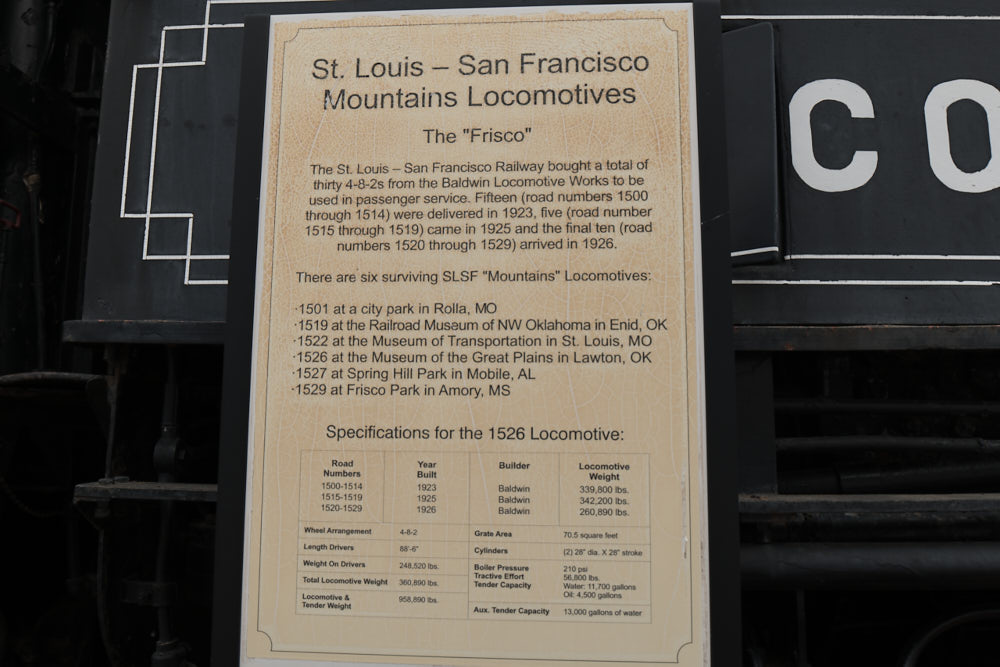 St. Louis – San Francisco
Mountains Locomotives
The "Frisco"
The St. Louis – San Francisco Railway bought a total of
thirty 4-8-2s from the Baldwin Locomotive Works to be
used in passenger service. Fifteen (road numbers 1500
through 1514) were delivered in 1923, five (road number
1515 through 1519) came in 1925 and the final ten (road
numbers 1520 through 1529) arrived in 1926.
There are six surviving SLSF "Mountains" Locomotives:
·1501 at a city park in Rolla, MO
·1519 at the Railroad Museum of NW Oklahoma in Enid, OK
·1522 at the Museum of Transportation in St. Louis, MO
·1526 at the Museum of the Great Plains in Lawton, OK
·1527 at Spring Hill Park in Mobile, AL
·1529 at Frisco Park in Amory, MS
Specifications for the 1526 Locomotive:
Road Numbers Year Built Builder Locomotive Weight
1500-1514 1923 Baldwin 339,800 lbs.
1515-1519 1925 Baldwin 342,200 lbs.
1520-1529 1926 Baldwin 260,890 lbs.
Wheel Arrangement 4-8-2
Length Drivers 88'-6"
Weight On Drivers 248,520 lbs.
Total Locomotive Weight 360,890 lbs.
Locomotive &
Tender Weight 958,890 lbs.
Grate Area 70.5 square feet
Cylinders (2) 28" dia. X 28" stroke
Boiler Pressure 210 psi
Tractive Effort 56,800 lbs.
Tender Capacity Water: 11,700 gallons
Oil: 4,500 gallons
Aux. Tender Capacity 13,000 gallons of water
CO